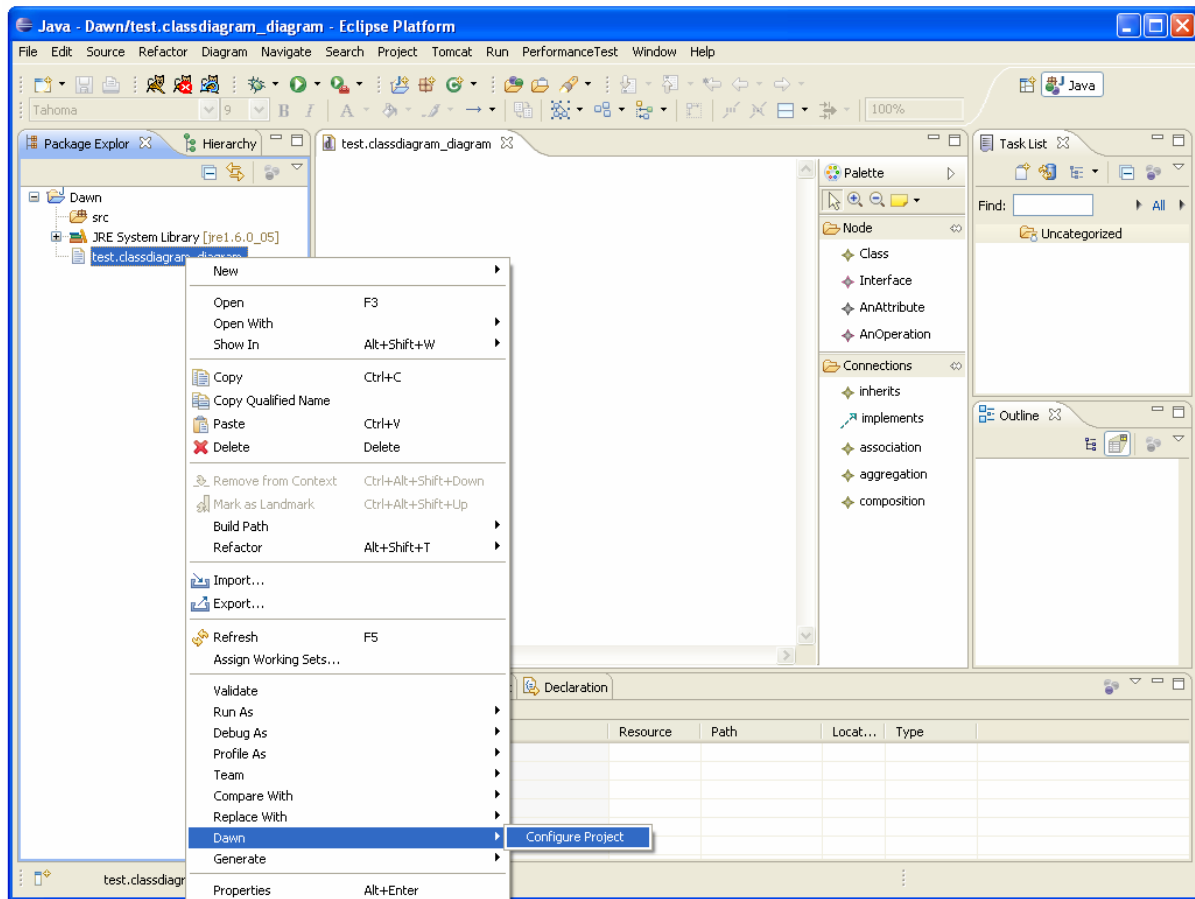 Java - Dawn/test.classdiagram_diagram - Eclipse Platform
File Edit Source Refactor Diagram Navigate Search Project Tomcat Run PerformanceTest Window Help
Java
Tahoma 9 B I A 100%
Package Explor Hierarchy
test.classdiagram_diagram
Task List
Dawn
src
JRE System Library [jre1.6.0_05]
test.classdiagram_diagram
Palette
Node
Class
Interface
AnAttribute
AnOperation
Connections
inherits
implements
association
aggregation
composition
Find: All
Uncategorized
Outline
New
Open F3
Open With
Show In Alt+Shift+W
Copy Ctrl+C
Copy Qualified Name
Paste Ctrl+V
Delete Delete
Remove from Context Ctrl+Alt+Shift+Down
Mark as Landmark Ctrl+Alt+Shift+Up
Build Path
Refactor Alt+Shift+T
Import...
Export...
Refresh F5
Assign Working Sets...
Validate
Run As
Debug As
Profile As
Team
Compare With
Replace With
Dawn
Configure Project
Generate
Properties Alt+Enter
Declaration
Resource Path Locat... Type
test.classdiagr